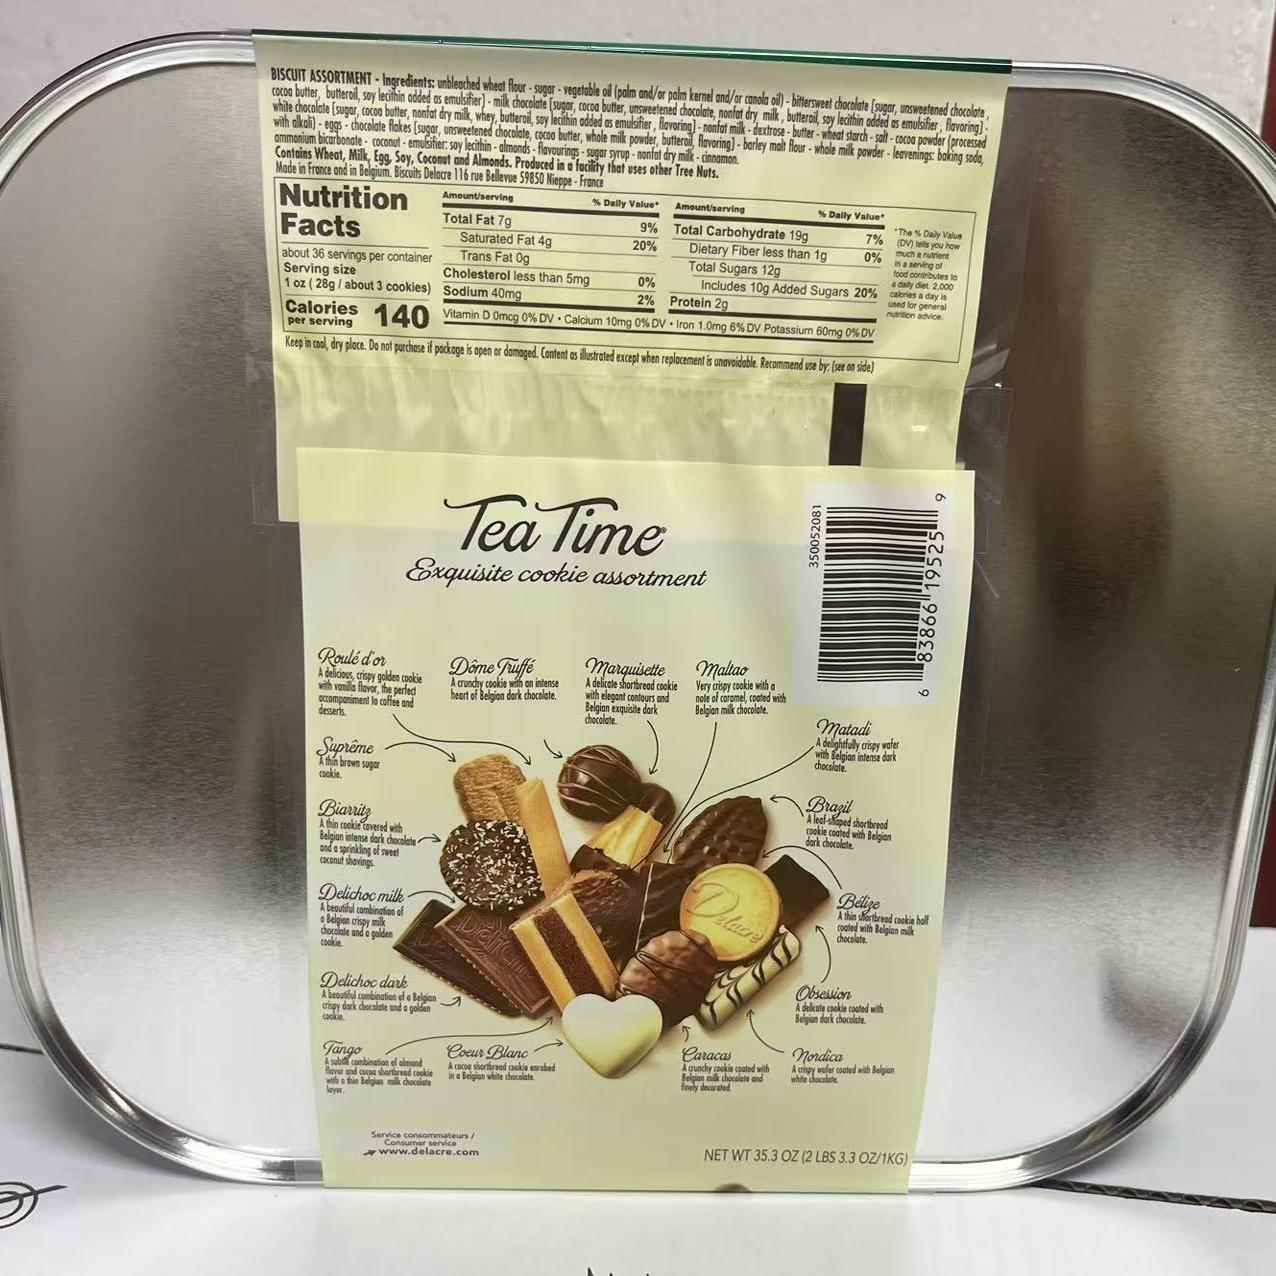 BISCUIT ASSORTMENT - Ingredients: unbleached wheat flour - sugar - vegetable oil (palm and/or palm kernel and/or canola oil) - bittersweet chocolate [sugar, unsweetened chocolate,
cocoa butter, butteroil, soy lecithin added as emulsifier] - milk chocolate [sugar, cocoa butter, unsweetened chocolate, nonfat dry milk, butteroil, soy lecithin added as emulsifier, flavoring] -
white chocolate [sugar, cocoa butter, nonfat dry milk, whey, butteroil, soy lecithin added as emulsifier, flavoring] - nonfat milk - dextrose - butter - wheat starch - salt - cocoa powder (processed
with alkali) - eggs - chocolate flakes [sugar, unsweetened chocolate, cocoa butter, whole milk powder, butteroil, flavoring] - barley malt flour - whole milk powder - leavenings: baking soda,
ammonium bicarbonate - coconut - emulsifier: soy lecithin - almonds - flavourings - sugar syrup - nonfat dry milk - cinnamon.
Contains Wheat, Milk, Egg, Soy, Coconut and Almonds. Produced in a facility that uses other Tree Nuts.
Made in France and in Belgium. Biscuits Delacre 116 rue Bellevue 59850 Nieppe - France
Nutrition
Facts
about 36 servings per container
Serving size
1 oz ( 28g / about 3 cookies)
Calories
per serving 140
Amount/serving % Daily Value*
Total Fat 7g 9%
Saturated Fat 4g 20%
Trans Fat 0g
Cholesterol less than 5mg 0%
Sodium 40mg 2%
Amount/serving % Daily Value*
Total Carbohydrate 19g 7%
Dietary Fiber less than 1g 0%
Total Sugars 12g
Includes 10g Added Sugars 20%
Protein 2g
Vitamin D 0mcg 0% DV • Calcium 10mg 0% DV • Iron 1.0mg 6% DV Potassium 60mg 0% DV
*The % Daily Value
(DV) tells you how
much a nutrient
in a serving of
food contributes to
a daily diet. 2,000
calories a day is
used for general
nutrition advice.
Keep in cool, dry place. Do not purchase if package is open or damaged. Content as illustrated except when replacement is unavoidable. Recommend use by: (see on side)
Tea Time®
Exquisite cookie assortment
350052081
6 83866 19525 9
Roulé d'or
A delicious, crispy golden cookie
with vanilla flavor, the perfect
accompaniment to coffee and
desserts.
Dôme Truffé
A crunchy cookie with an intense
heart of Belgian dark chocolate.
Marquisette
A delicate shortbread cookie
with elegant contours and
Belgian exquisite dark
chocolate.
Maltao
Very crispy cookie with a
note of caramel, coated with
Belgian milk chocolate.
Matadi
A delightfully crispy wafer
with Belgian intense dark
chocolate.
Suprême
A thin brown sugar
cookie.
Biarritz
A thin cookie covered with
Belgian intense dark chocolate
and a sprinkling of sweet
coconut shavings.
Brazil
A leaf-shaped shortbread
cookie coated with Belgian
dark chocolate.
Delichoc milk
A beautiful combination of
a Belgian crispy milk
chocolate and a golden
cookie.
Bélize
A thin shortbread cookie half
coated with Belgian milk
chocolate.
Delacre
Delichoc dark
A beautiful combination of a Belgian
crispy dark chocolate and a golden
cookie.
Obsession
A delicate cookie coated with
Belgian dark chocolate.
Tango
A subtle combination of almond
flavor and cocoa shortbread cookie
with a thin Belgian milk chocolate
layer.
Coeur Blanc
A cocoa shortbread cookie enrobed
in a Belgian white chocolate.
Caracas
A crunchy cookie coated with
Belgian milk chocolate and
finely decorated.
Nordica
A crispy wafer coated with Belgian
white chocolate.
Service consommateurs /
Consumer service
www.delacre.com
NET WT 35.3 OZ (2 LBS 3.3 OZ/1KG)